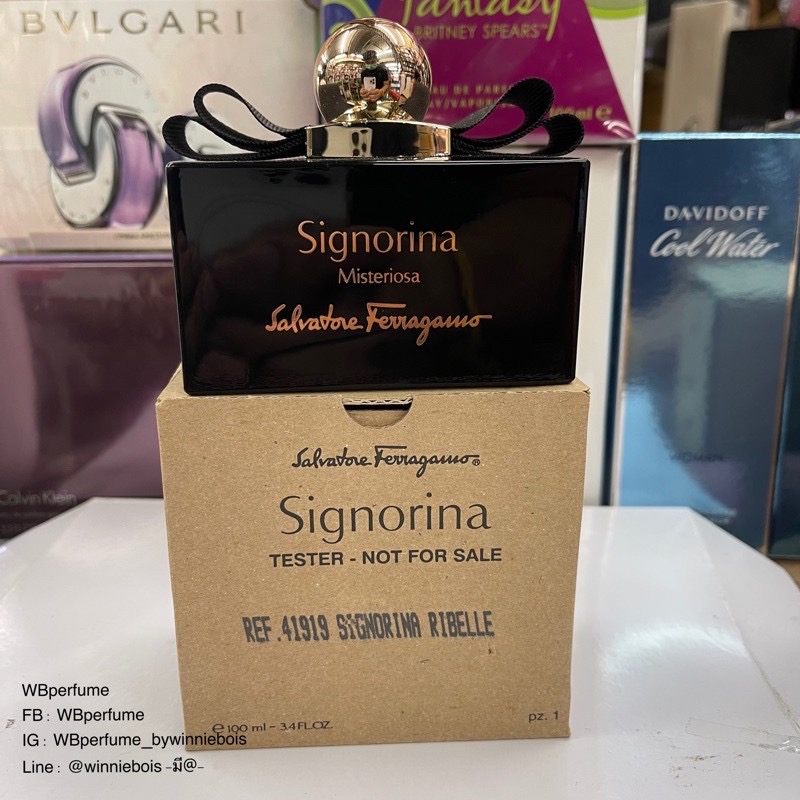 BVLGARI
Fantasy
BRITNEY SPEARS™
DAVIDOFF
Cool Water
Signorina
Misteriosa
Salvatore Ferragamo
Calvin Klein
Salvatore Ferragamo®
Signorina
TESTER - NOT FOR SALE
REF.41919 SIGNORINA RIBELLE
℮ 100 ml - 3.4 FL.OZ.
pz. 1
WBperfume
FB : WBperfume
IG : WBperfume_bywinniebois
Line : @winniebois -มี@-